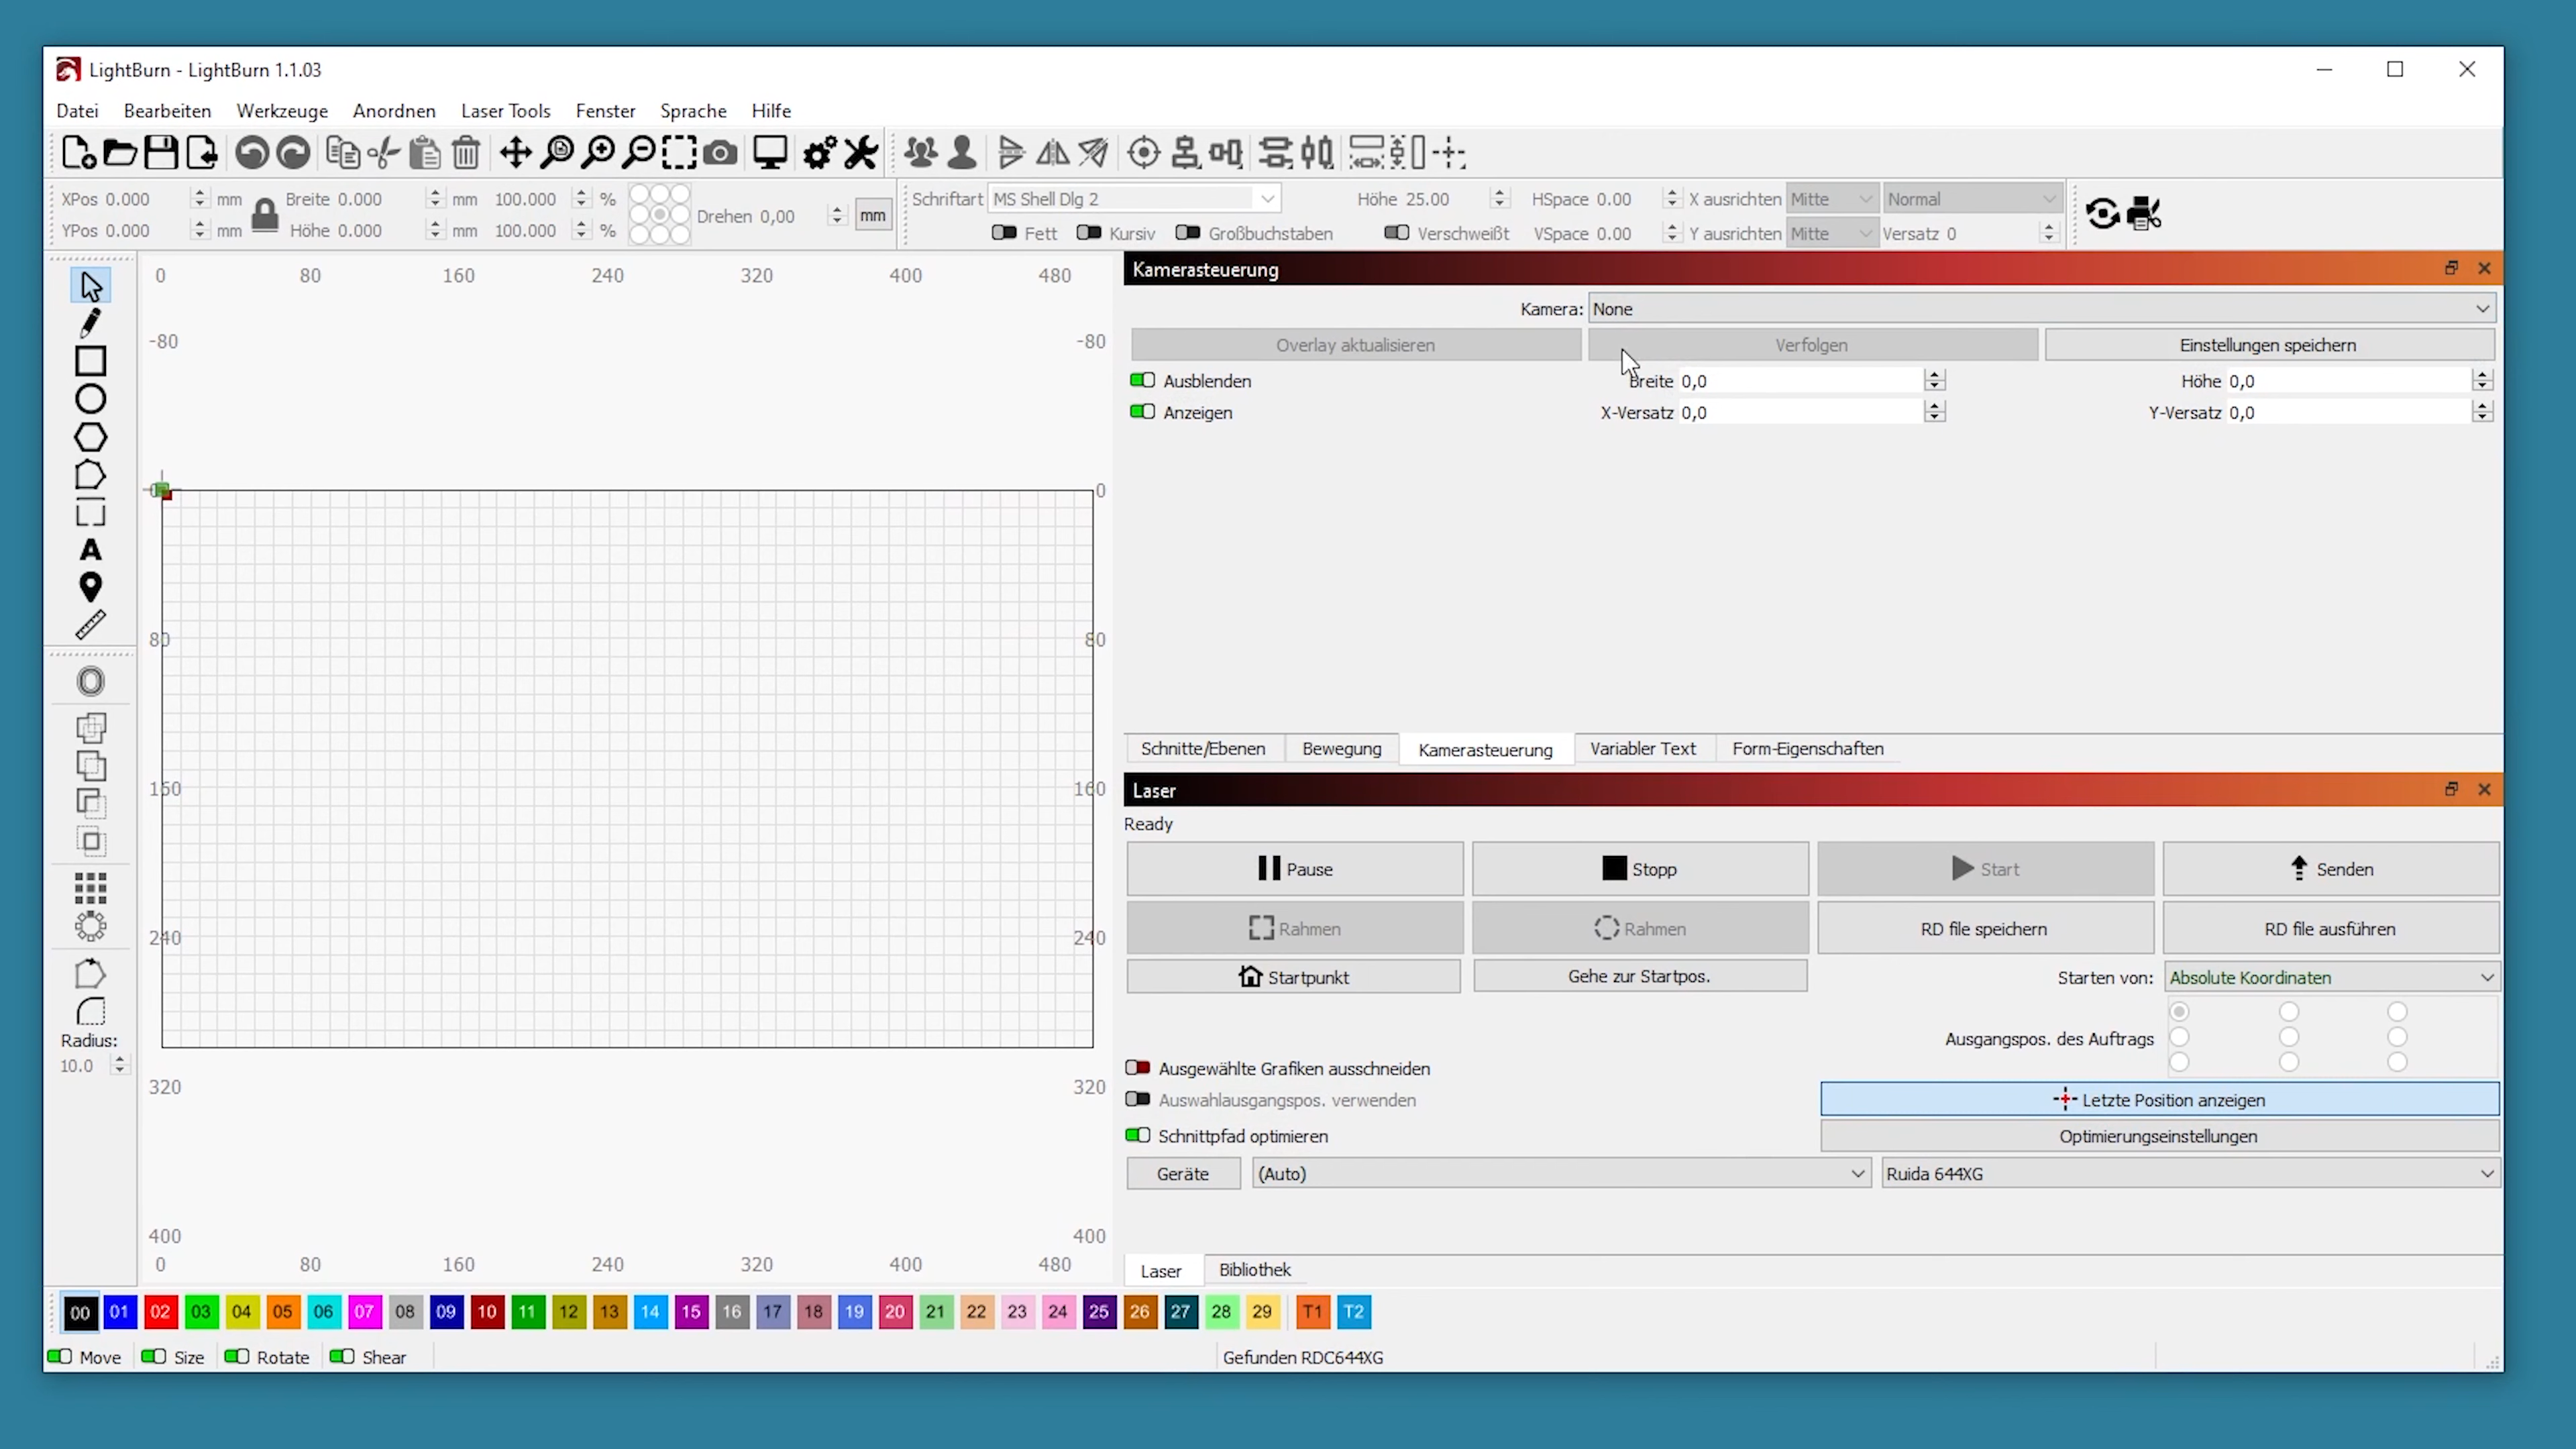 LightBurn - LightBurn 1.1.03
Datei Bearbeiten Werkzeuge Anordnen Laser Tools Fenster Sprache Hilfe
XPos 0.000 mm Breite 0.000 mm 100.000 % Drehen 0,00 mm Schriftart MS Shell Dlg 2 Höhe 25.00 HSpace 0.00 X ausrichten Mitte Normal
YPos 0.000 mm Höhe 0.000 mm 100.000 % Fett Kursiv Großbuchstaben Verschweißt VSpace 0.00 Y ausrichten Mitte Versatz 0
0 80 160 240 320 400 480
-80 -80
0
80 80
160 160
240 240
320 320
400 400
0 80 160 240 320 400 480
Radius:
10.0
Kamerasteuerung
Kamera: None
Overlay aktualisieren Verfolgen Einstellungen speichern
Ausblenden Breite 0,0 Höhe 0,0
Anzeigen X-Versatz 0,0 Y-Versatz 0,0
Schnitte/Ebenen Bewegung Kamerasteuerung Variabler Text Form-Eigenschaften
Laser
Ready
Pause Stopp Start Senden
Rahmen Rahmen RD file speichern RD file ausführen
Startpunkt Gehe zur Startpos. Starten von: Absolute Koordinaten
Ausgangspos. des Auftrags
Ausgewählte Grafiken ausschneiden
Auswahlausgangspos. verwenden Letzte Position anzeigen
Schnittpfad optimieren Optimierungseinstellungen
Geräte (Auto) Ruida 644XG
Laser Bibliothek
00 01 02 03 04 05 06 07 08 09 10 11 12 13 14 15 16 17 18 19 20 21 22 23 24 25 26 27 28 29 T1 T2
Move Size Rotate Shear Gefunden RDC644XG